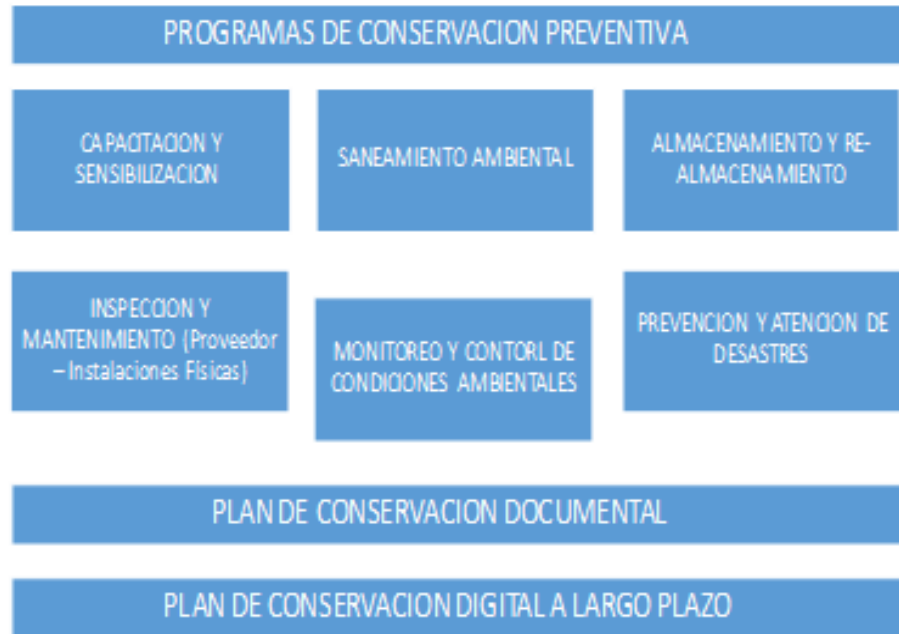 PROGRAMAS DE CONSERVACION PREVENTIVA
CAPACITACION Y
SENSIBILIZACION
SANEAMIENTO AMBIENTAL
ALMACENAMIENTO Y RE-
ALMACENAMIENTO
INSPECCION Y
MANTENIMIENTO (Proveedor
– Instalaciones Físicas)
MONITOREO Y CONTORL DE
CONDICIONES AMBIENTALES
PREVENCION Y ATENCION DE
DESASTRES
PLAN DE CONSERVACION DOCUMENTAL
PLAN DE CONSERVACION DIGITAL A LARGO PLAZO